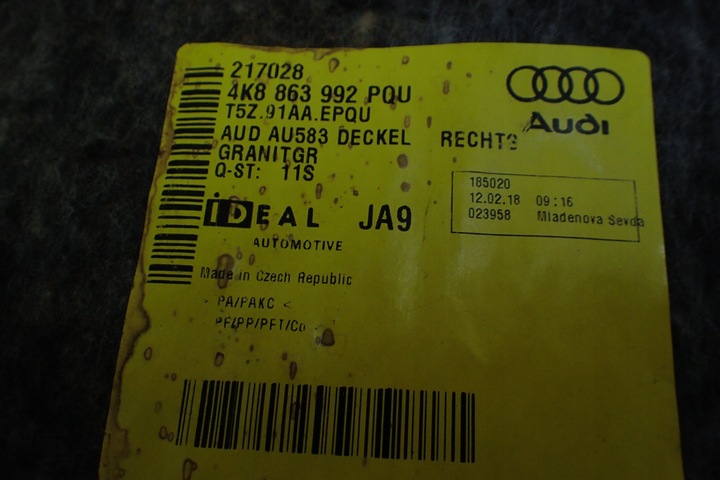 217028
4K8 863 992 PQU
T5Z.91AA.EPQU
AUD AU583 DECKEL RECHTS
GRANITGR
Q-ST: 11S
Audi
185020
12.02.18 09:16
023958 Mladenova Sevda
iDEAL JA9
AUTOMOTIVE
Made in Czech Republic
> PA/PAKC <
PE/PP/PET/Co